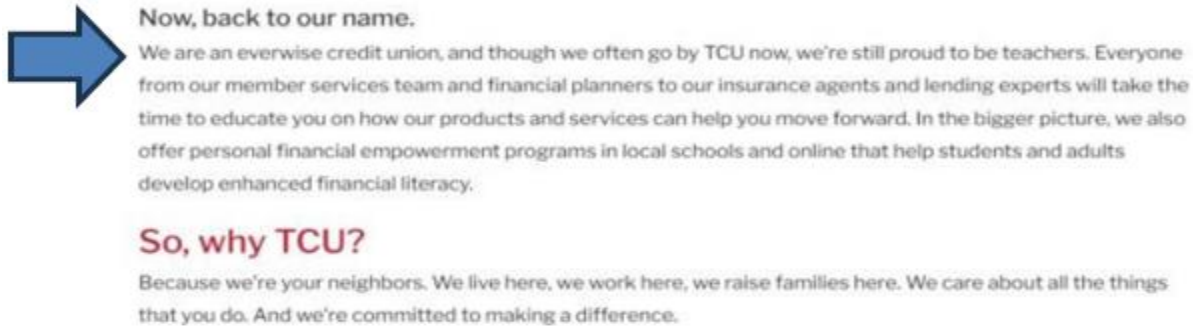 Now, back to our name.
We are an everwise credit union, and though we often go by TCU now, we're still proud to be teachers. Everyone
from our member services team and financial planners to our insurance agents and lending experts will take the
time to educate you on how our products and services can help you move forward. In the bigger picture, we also
offer personal financial empowerment programs in local schools and online that help students and adults
develop enhanced financial literacy.
So, why TCU?
Because we're your neighbors. We live here, we work here, we raise families here. We care about all the things
that you do. And we're committed to making a difference.